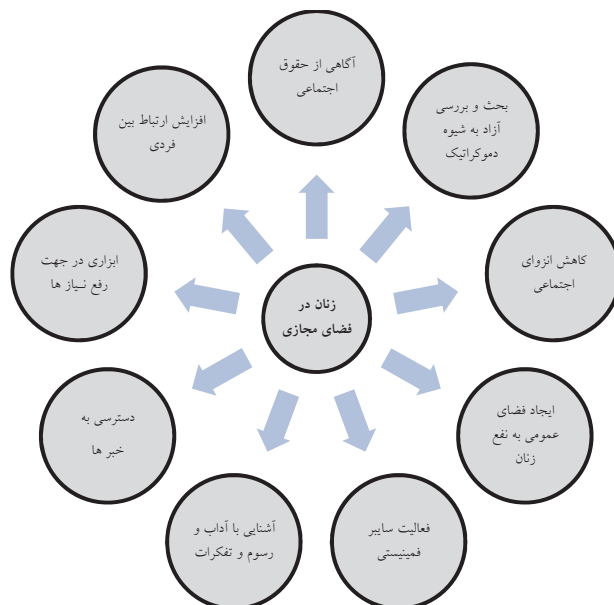 آگاهی از حقوق
اجتماعی
بحث و بررسی
آزاد به شیوه
دموکراتیک
کاهش انزوای
اجتماعی
ایجاد فضای
عمومی به نفع
زنان
فعالیت سایبر
فمینیستی
آشنایی با آداب و
رسوم و تفکرات
دسترسی به
خبر ها
ابزاری در جهت
رفع نیاز ها
افزایش ارتباط بین
فردی
زنان در
فضای مجازی